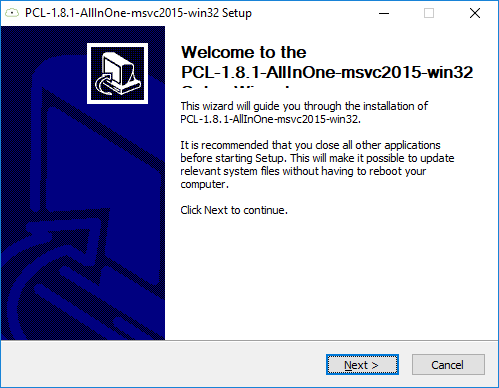 PCL-1.8.1-AllInOne-msvc2015-win32 Setup
Welcome to the
PCL-1.8.1-AllInOne-msvc2015-win32
This wizard will guide you through the installation of
PCL-1.8.1-AllInOne-msvc2015-win32.
It is recommended that you close all other applications
before starting Setup. This will make it possible to update
relevant system files without having to reboot your
computer.
Click Next to continue.
Next >
Cancel